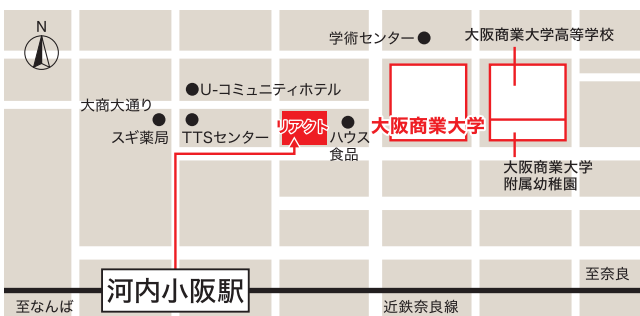 N
学術センター
大阪商業大学高等学校
U-コミュニティホテル
大商大通り
スギ薬局
TTSセンター
リアクト
ハウス
食品
大阪商業大学
大阪商業大学
附属幼稚園
至奈良
河内小阪駅
至なんば
近鉄奈良線